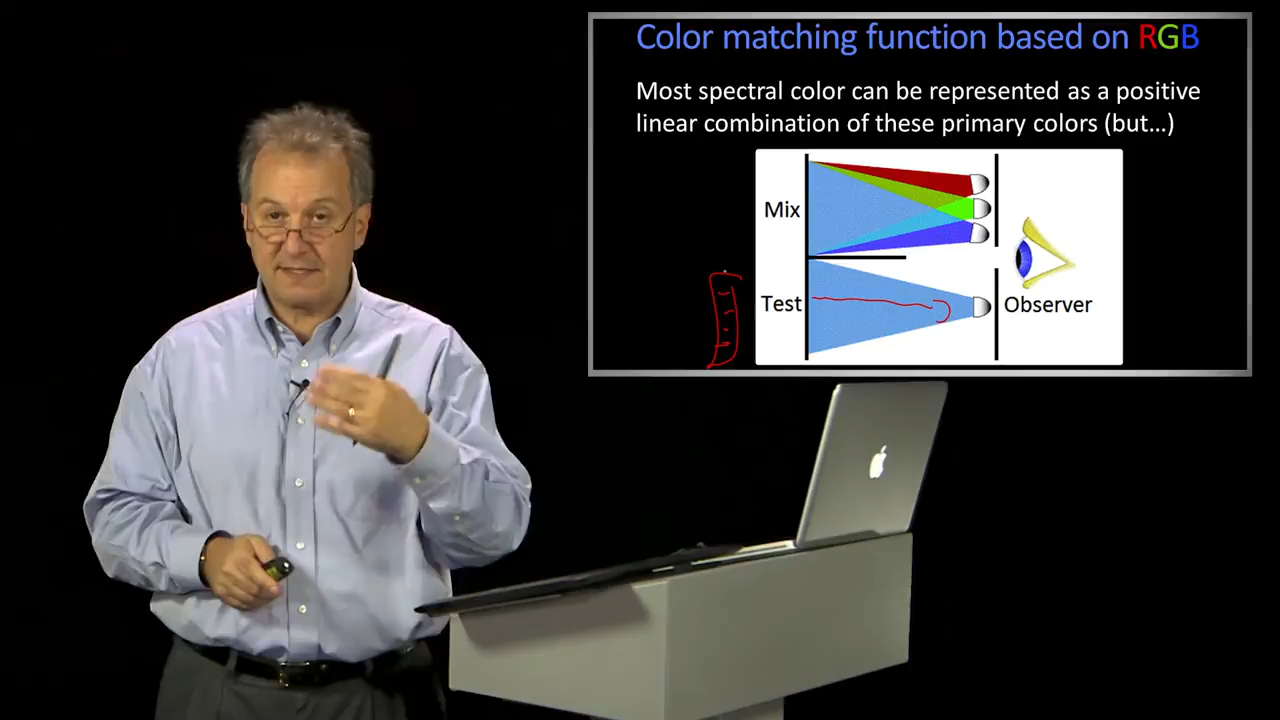 Color matching function based on RGB
Most spectral color can be represented as a positive
linear combination of these primary colors (but...)
Mix
Test
Observer